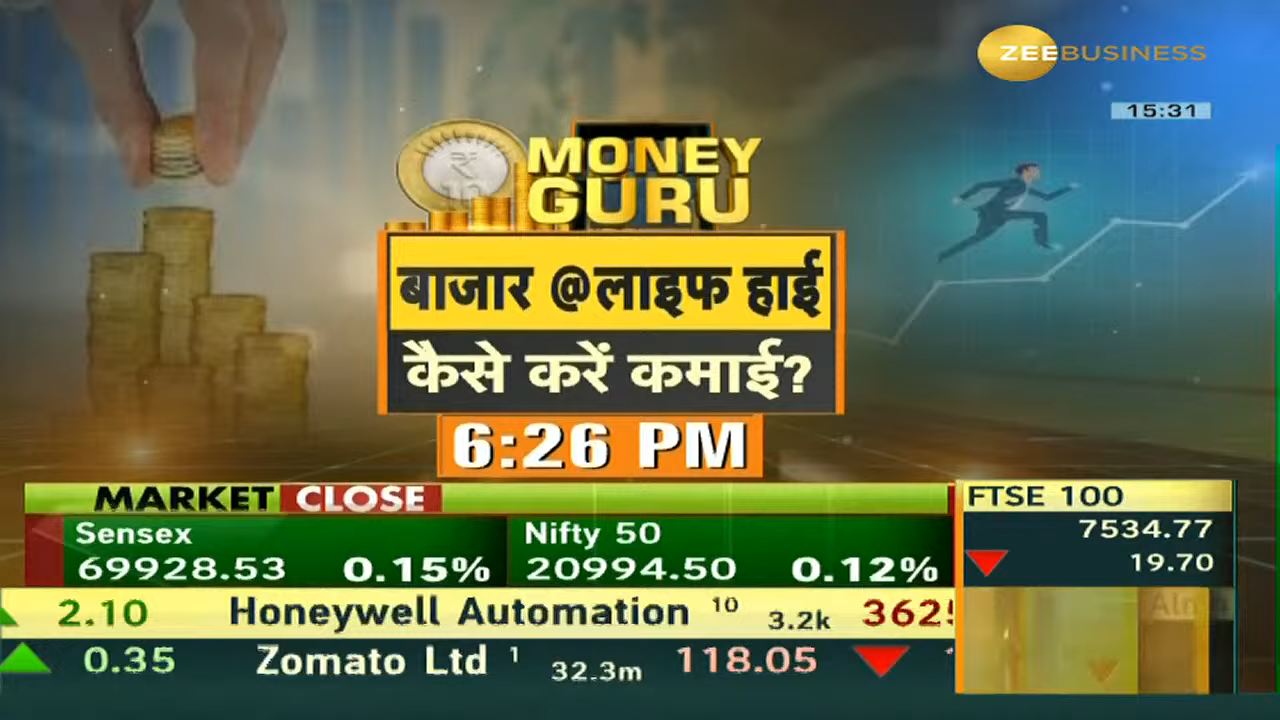 ZEEBUSINESS
15:31
MONEY
GURU
बाजार @लाइफ हाई
कैसे करें कमाई?
6:26 PM
MARKET CLOSE
FTSE 100
7534.77
19.70
Sensex
69928.53 0.15%
Nifty 50
20994.50 0.12%
2.10 Honeywell Automation 10 3.2k 3625
0.35 Zomato Ltd 1 32.3m 118.05